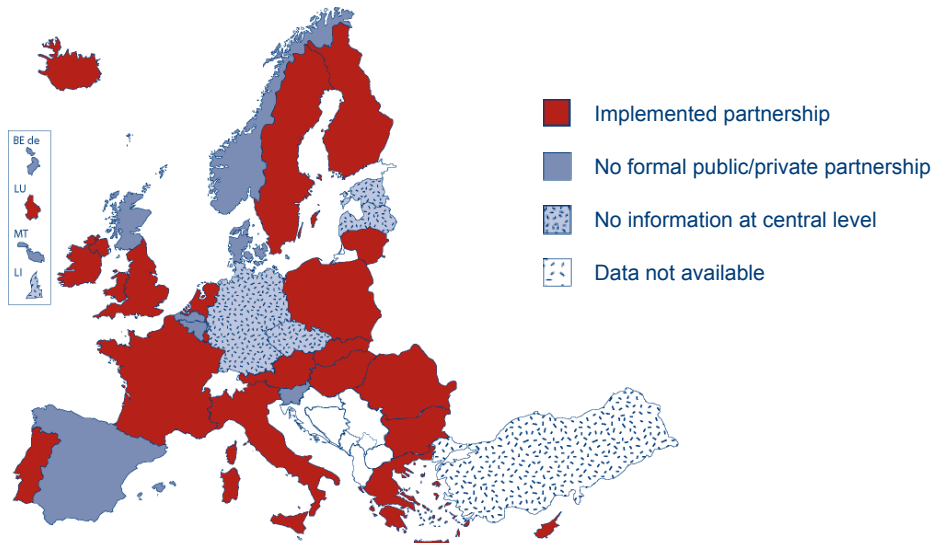 BE de
LU
MT
LI
Implemented partnership
No formal public/private partnership
No information at central level
Data not available